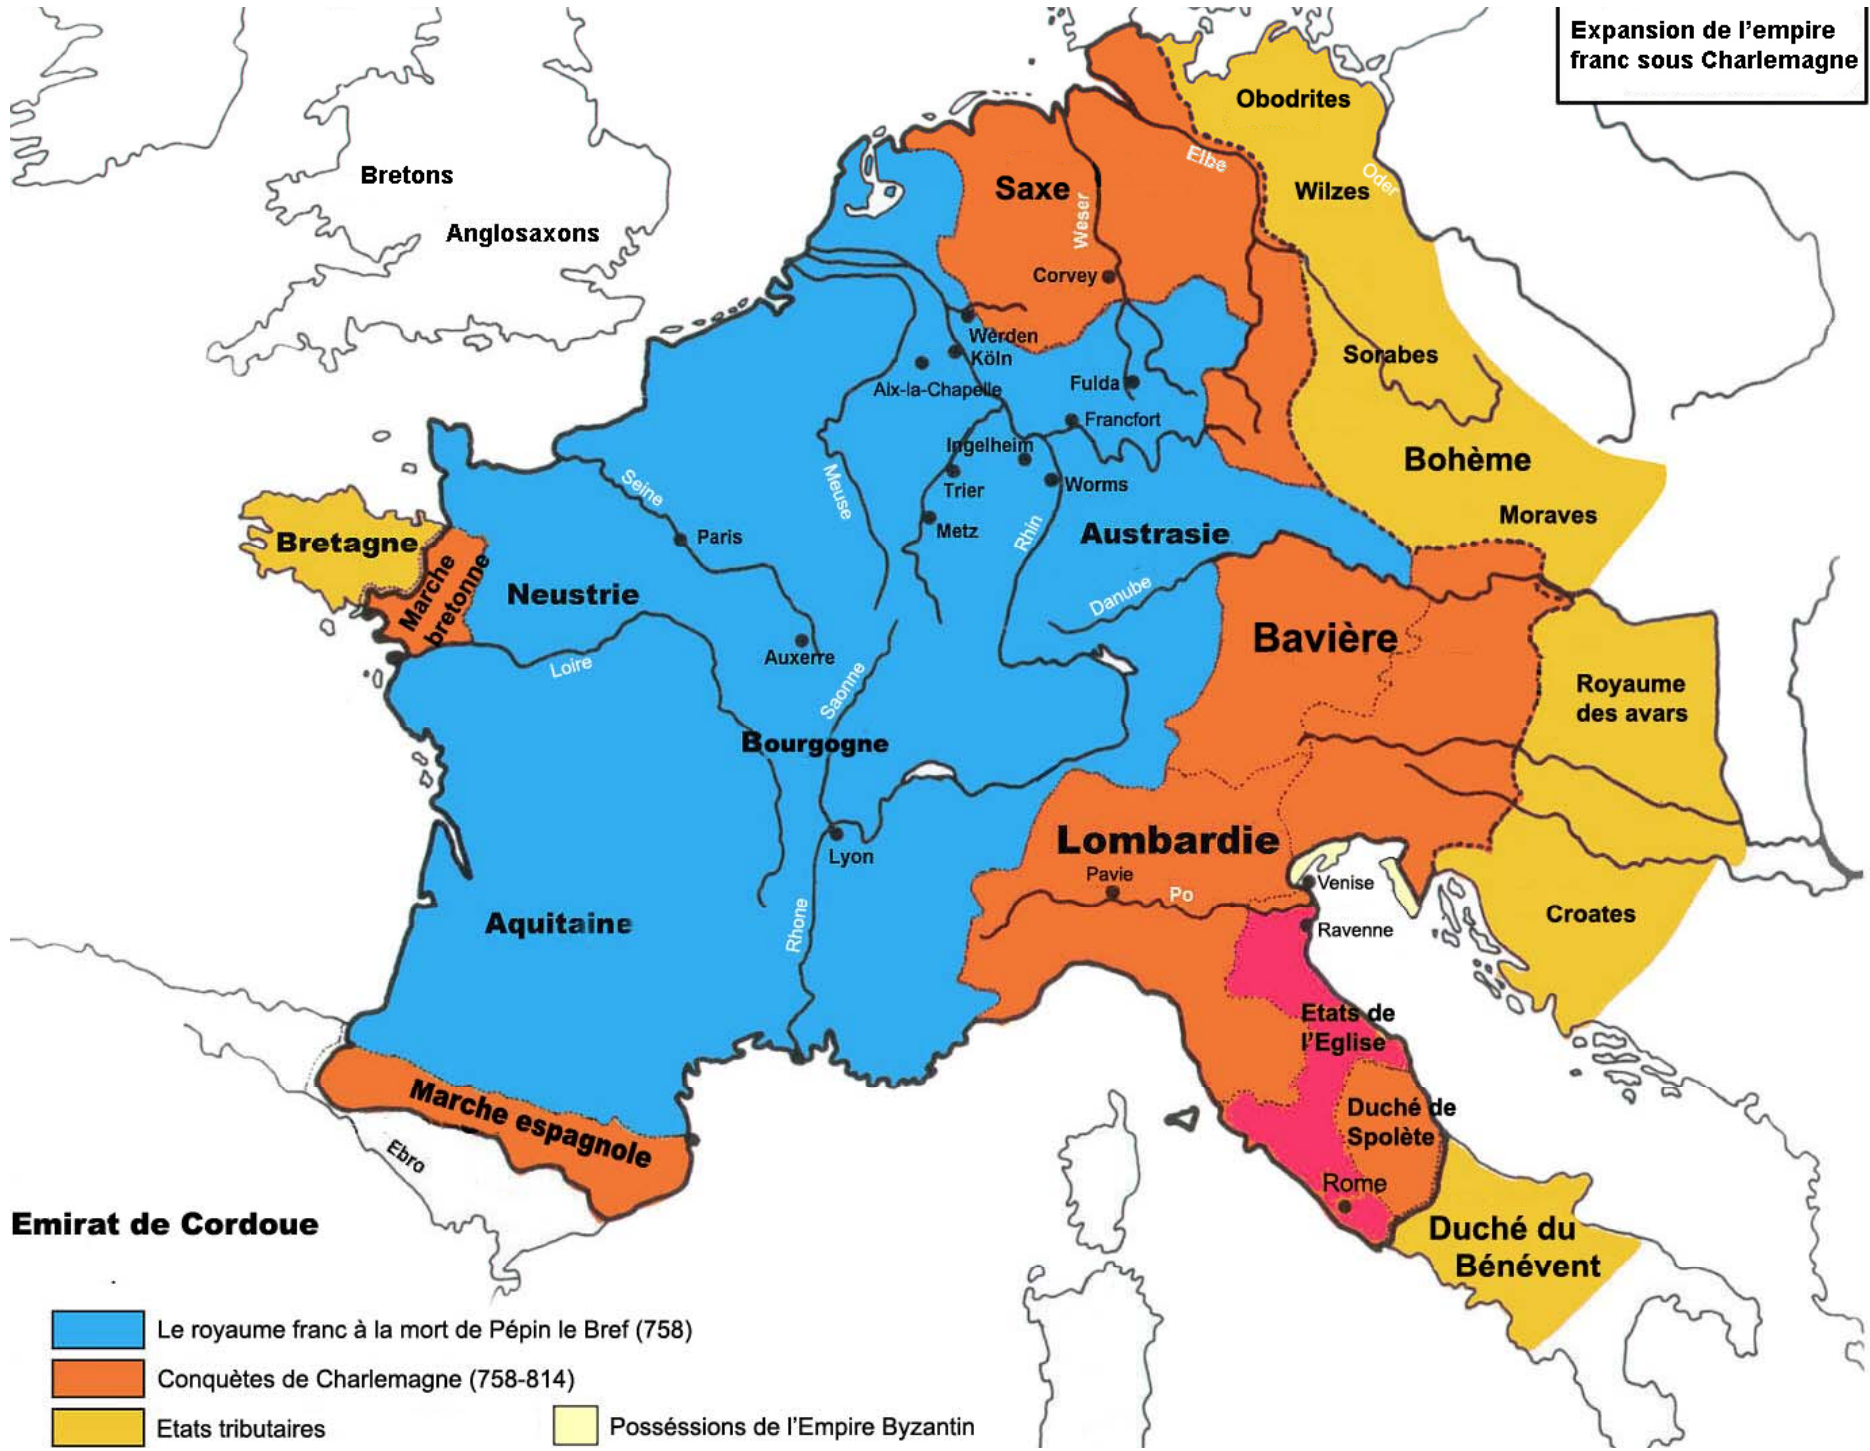 Expansion de l'empire
franc sous Charlemagne
Obodrites
Elbe
Oder
Bretons
Saxe
Wilzes
Weser
Anglosaxons
Corvey
Werden
Köln
Sorabes
Aix-la-Chapelle
Fulda
Francfort
Ingelheim
Bohème
Seine
Meuse
Trier
Worms
Moraves
Metz
Rhin
Austrasie
Paris
Bretagne
Marche
bretonne
Neustrie
Danube
Bavière
Auxerre
Loire
Saonne
Royaume
des avars
Bourgogne
Lombardie
Lyon
Pavie
Po
Venise
Croates
Aquitaine
Rhone
Ravenne
Etats de
l'Eglise
Marche espagnole
Duché de
Spolète
Ebro
Rome
Emirat de Cordoue
Duché du
Bénévent
Le royaume franc à la mort de Pépin le Bref (758)
Conquètes de Charlemagne (758-814)
Etats tributaires
Posséssions de l'Empire Byzantin